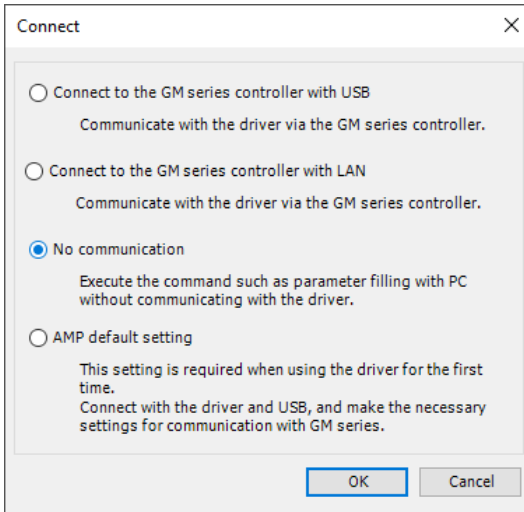 Connect
Connect to the GM series controller with USB
Communicate with the driver via the GM series controller.
Connect to the GM series controller with LAN
Communicate with the driver via the GM series controller.
No communication
Execute the command such as parameter filling with PC
without communicating with the driver.
AMP default setting
This setting is required when using the driver for the first
time.
Connect with the driver and USB, and make the necessary
settings for communication with GM series.
OK
Cancel